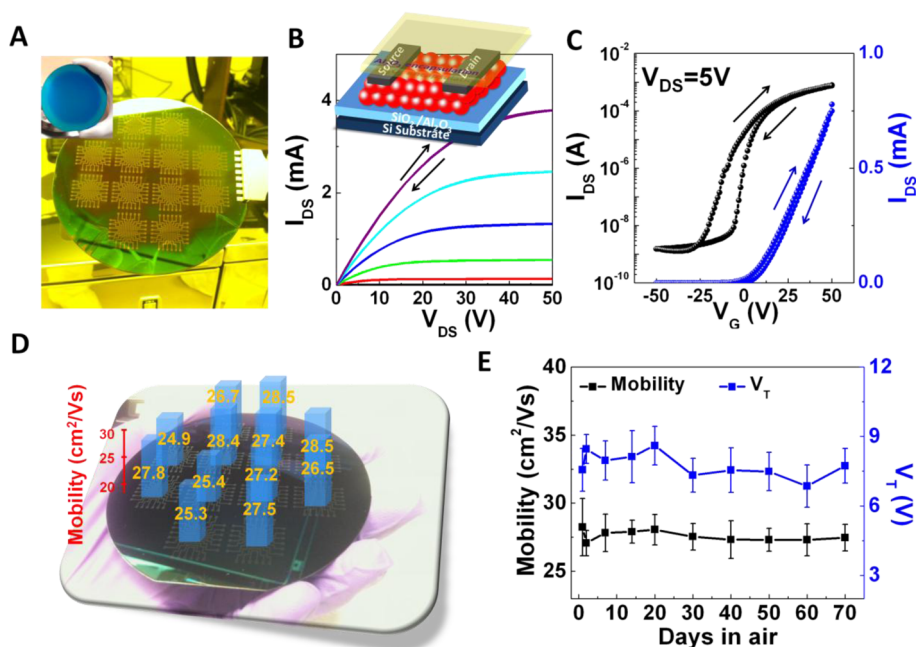 A
B
C
Source
Drain
SiO₂/Al₂O₃
Si Substrate
I_DS (mA)
4
2
0
0 10 20 30 40 50
V_DS (V)
V_DS=5V
I_DS (A)
10⁻²
10⁻⁴
10⁻⁶
10⁻⁸
10⁻¹⁰
-50 -25 0 25 50
V_G (V)
1.0
0.5
0.0
I_DS (mA)
D
Mobility (cm²/Vs)
30
25
20
26.7 28.5
24.9 28.4 27.4 28.5
27.8 25.4 27.2 26.5
25.3 27.5
E
Mobility V_T
Mobility (cm²/Vs)
40
35
30
25
0 10 20 30 40 50 60 70
Days in air
12
9
6
3
V_T (V)